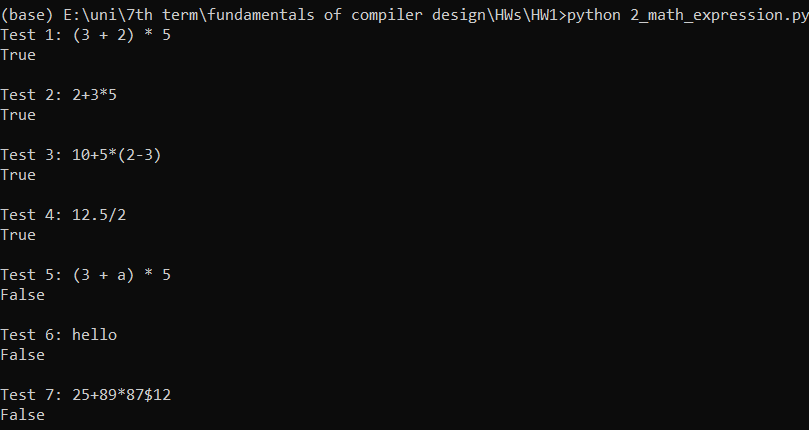 (base) E:\uni\7th term\fundamentals of compiler design\HWs\HW1>python 2_math_expression.py
Test 1: (3 + 2) * 5
True
Test 2: 2+3*5
True
Test 3: 10+5*(2-3)
True
Test 4: 12.5/2
True
Test 5: (3 + a) * 5
False
Test 6: hello
False
Test 7: 25+89*87$12
False